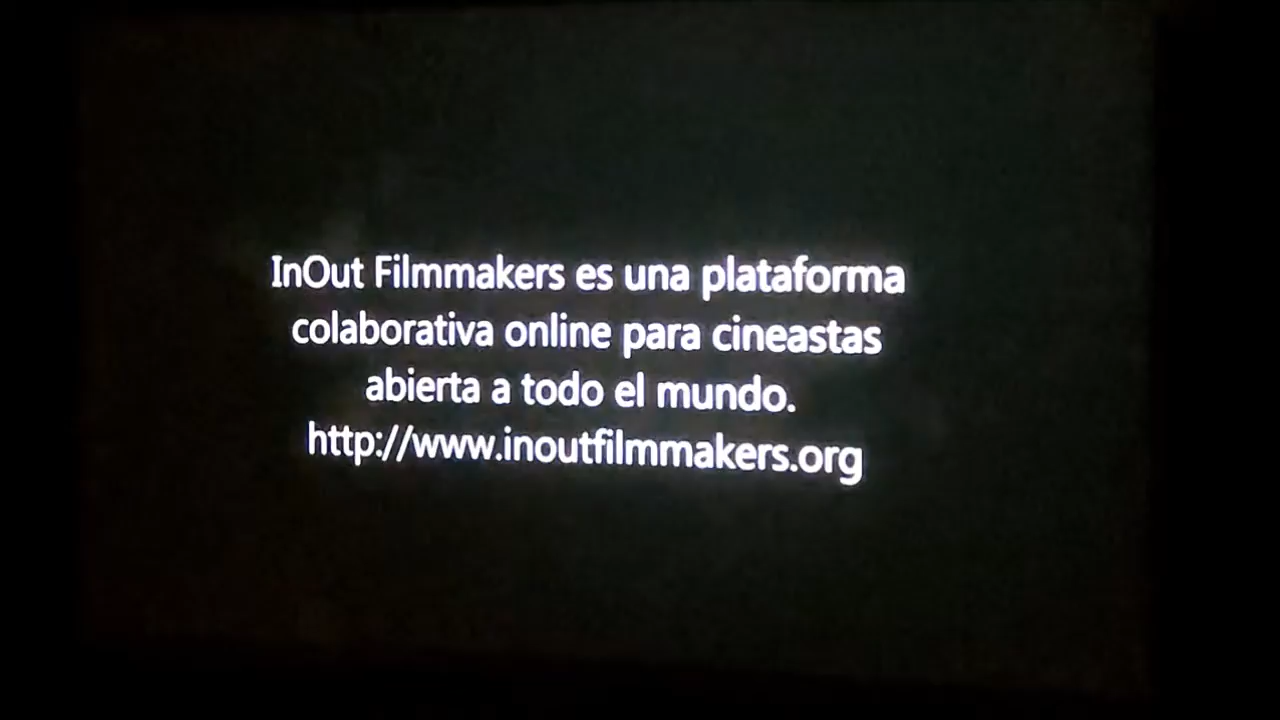 InOut Filmmakers es una plataforma
colaborativa online para cineastas
abierta a todo el mundo.
http://www.inoutfilmmakers.org